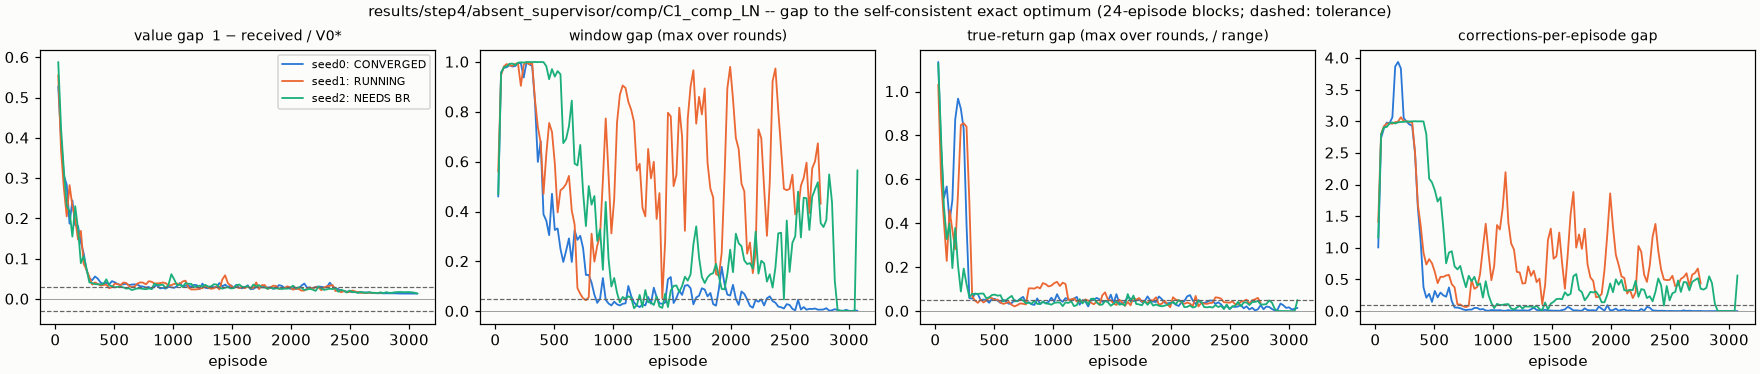 results/step4/absent_supervisor/comp/C1_comp_LN -- gap to the self-consistent exact optimum (24-episode blocks; dashed: tolerance)
value gap  1 − received / V0*
0.6
0.5
0.4
0.3
0.2
0.1
0.0
seed0: CONVERGED
seed1: RUNNING
seed2: NEEDS BR
0 500 1000 1500 2000 2500 3000
episode
window gap (max over rounds)
1.0
0.8
0.6
0.4
0.2
0.0
0 500 1000 1500 2000 2500 3000
episode
true-return gap (max over rounds, / range)
1.0
0.8
0.6
0.4
0.2
0.0
0 500 1000 1500 2000 2500 3000
episode
corrections-per-episode gap
4.0
3.5
3.0
2.5
2.0
1.5
1.0
0.5
0.0
0 500 1000 1500 2000 2500 3000
episode